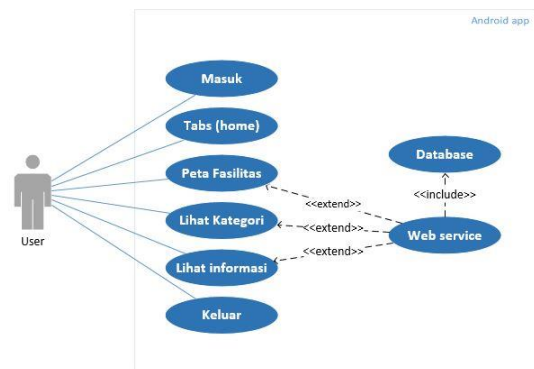 Android app
Masuk
Tabs (home)
Peta Fasilitas
Database
<<extend>>
<<include>>
Lihat Kategori
<<extend>>
Web service
User
Lihat informasi
<<extend>>
Keluar